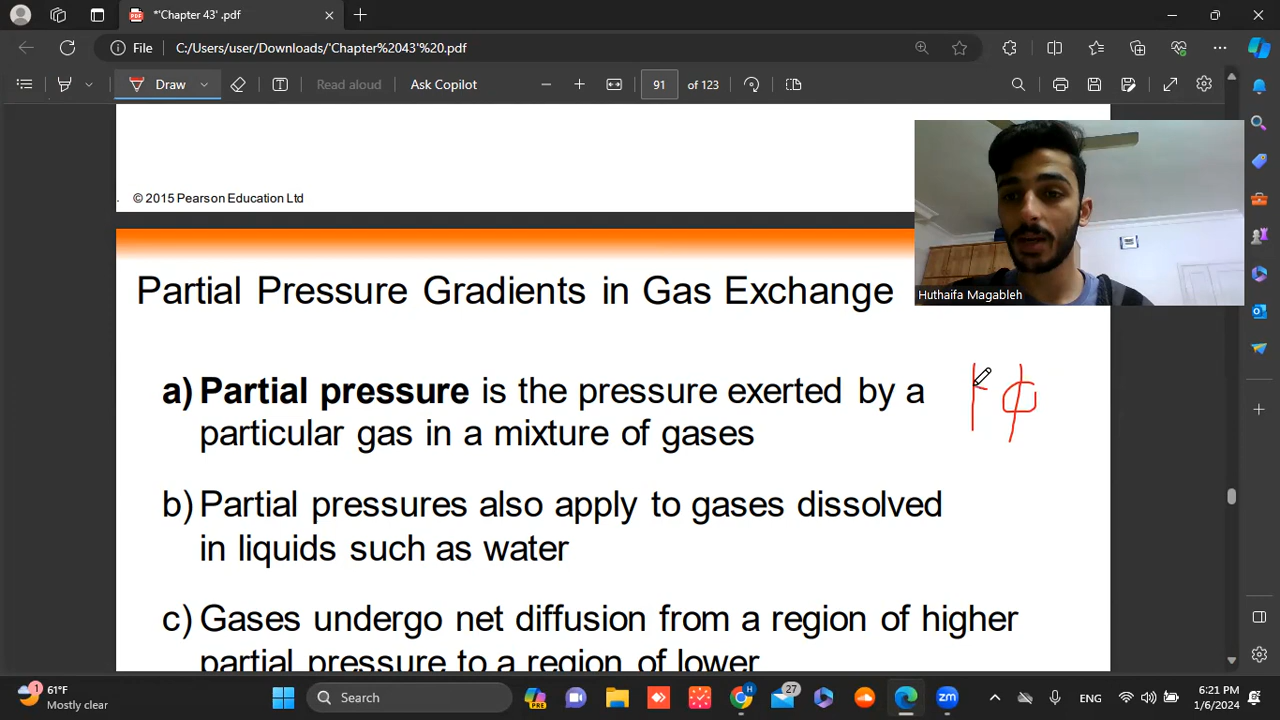 *'Chapter 43' .pdf
File C:/Users/user/Downloads/'Chapter%2043'%20.pdf
Draw
Read aloud
Ask Copilot
91 of 123
. © 2015 Pearson Education Ltd
Huthaifa Magableh
Partial Pressure Gradients in Gas Exchange
a) Partial pressure is the pressure exerted by a
particular gas in a mixture of gases
b) Partial pressures also apply to gases dissolved
in liquids such as water
c) Gases undergo net diffusion from a region of higher
partial pressure to a region of lower
1
61°F
Mostly clear
Search
PRE
27
zm
ENG
6:21 PM
1/6/2024